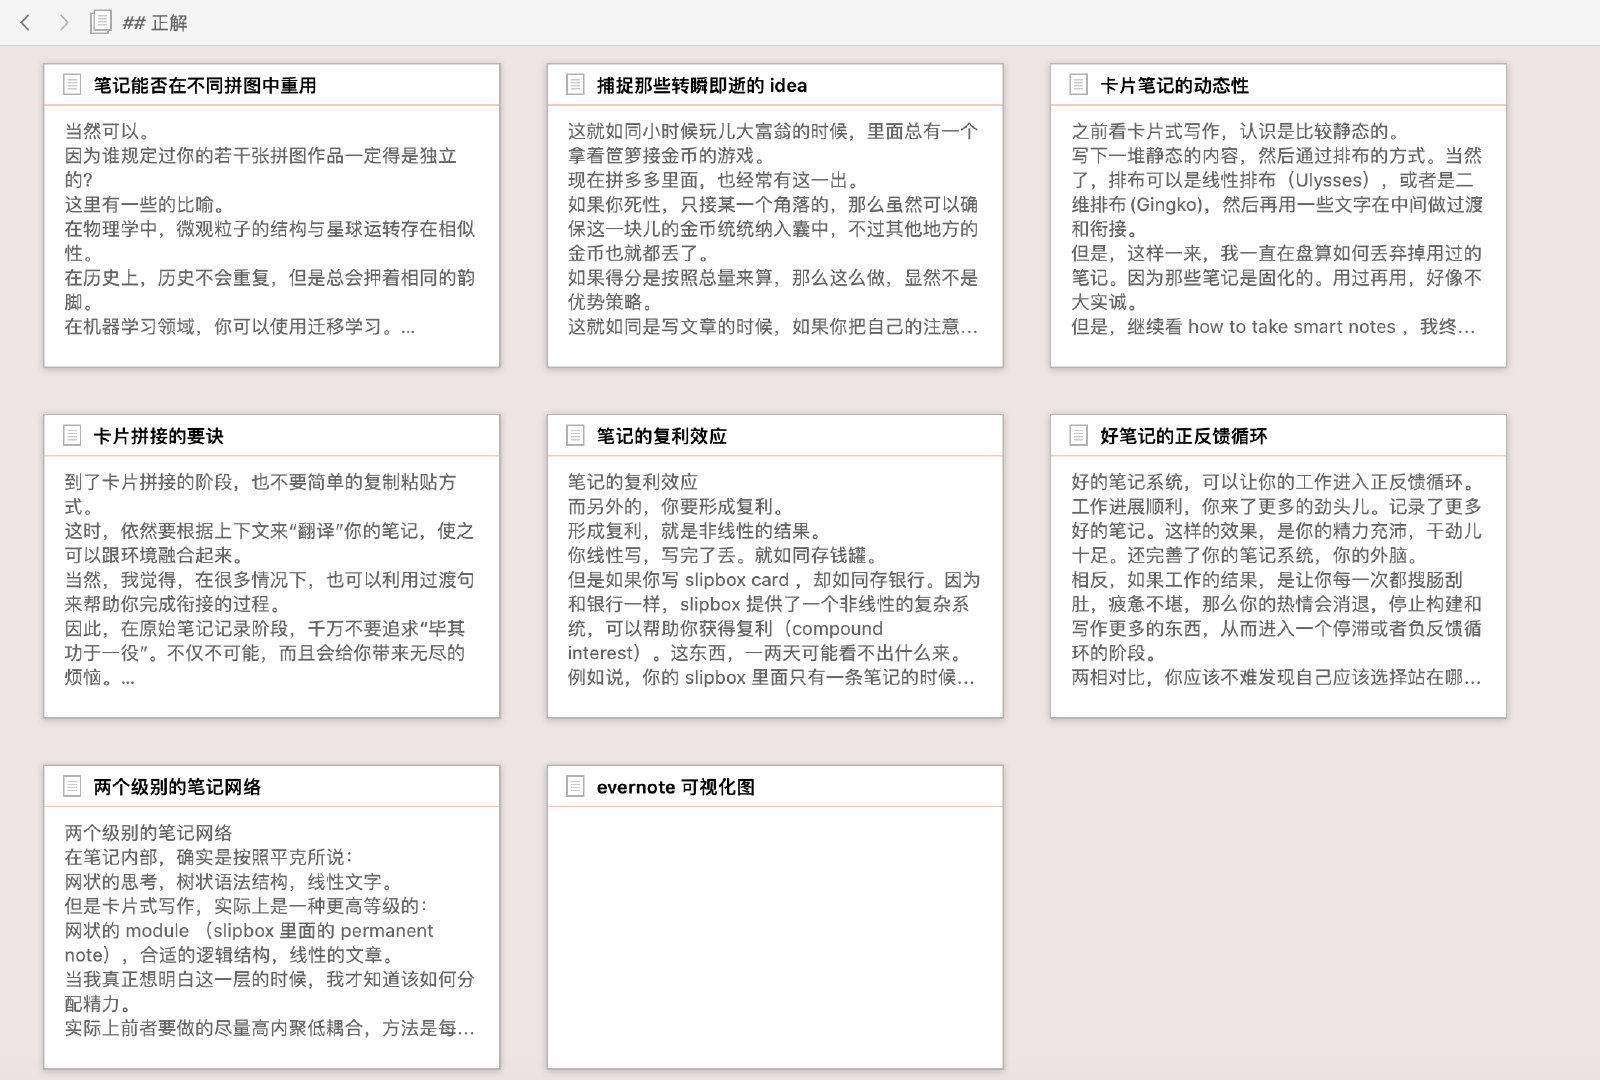 ## 正解
笔记能否在不同拼图中重用
当然可以。
因为谁规定过你的若干张拼图作品一定得是独立
的?
这里有一些的比喻。
在物理学中，微观粒子的结构与星球运转存在相似
性。
在历史上，历史不会重复，但是总会押着相同的韵
脚。
在机器学习领域，你可以使用迁移学习。...
捕捉那些转瞬即逝的 idea
这就如同小时候玩儿大富翁的时候，里面总有一个
拿着笸箩接金币的游戏。
现在拼多多里面，也经常有这一出。
如果你死性，只接某一个角落的，那么虽然可以确
保这一块儿的金币统统纳入囊中，不过其他地方的
金币也就都丢了。
如果得分是按照总量来算，那么这么做，显然不是
优势策略。
这就如同是写文章的时候，如果你把自己的注意...
卡片笔记的动态性
之前看卡片式写作，认识是比较静态的。
写下一堆静态的内容，然后通过排布的方式。当然
了，排布可以是线性排布（Ulysses），或者是二
维排布(Gingko)，然后再用一些文字在中间做过渡
和衔接。
但是，这样一来，我一直在盘算如何丢弃掉用过的
笔记。因为那些笔记是固化的。用过再用，好像不
大实诚。
但是，继续看 how to take smart notes ，我终...
卡片拼接的要诀
到了卡片拼接的阶段，也不要简单的复制粘贴方
式。
这时，依然要根据上下文来“翻译”你的笔记，使之
可以跟环境融合起来。
当然，我觉得，在很多情况下，也可以利用过渡句
来帮助你完成衔接的过程。
因此，在原始笔记记录阶段，千万不要追求“毕其
功于一役”。不仅不可能，而且会给你带来无尽的
烦恼。...
笔记的复利效应
笔记的复利效应
而另外的，你要形成复利。
形成复利，就是非线性的结果。
你线性写，写完了丢。就如同存钱罐。
但是如果你写 slipbox card ，却如同存银行。因为
和银行一样，slipbox 提供了一个非线性的复杂系
统，可以帮助你获得复利（compound
interest）。这东西，一两天可能看不出什么来。
例如说，你的 slipbox 里面只有一条笔记的时候...
好笔记的正反馈循环
好的笔记系统，可以让你的工作进入正反馈循环。
工作进展顺利，你来了更多的劲头儿。记录了更多
好的笔记。这样的效果，是你的精力充沛，干劲儿
十足。还完善了你的笔记系统，你的外脑。
相反，如果工作的结果，是让你每一次都搜肠刮
肚，疲惫不堪，那么你的热情会消退，停止构建和
写作更多的东西，从而进入一个停滞或者负反馈循
环的阶段。
两相对比，你应该不难发现自己应该选择站在哪...
两个级别的笔记网络
两个级别的笔记网络
在笔记内部，确实是按照平克所说：
网状的思考，树状语法结构，线性文字。
但是卡片式写作，实际上是一种更高等级的：
网状的 module （slipbox 里面的 permanent
note），合适的逻辑结构，线性的文章。
当我真正想明白这一层的时候，我才知道该如何分
配精力。
实际上前者要做的尽量高内聚低耦合，方法是每...
evernote 可视化图